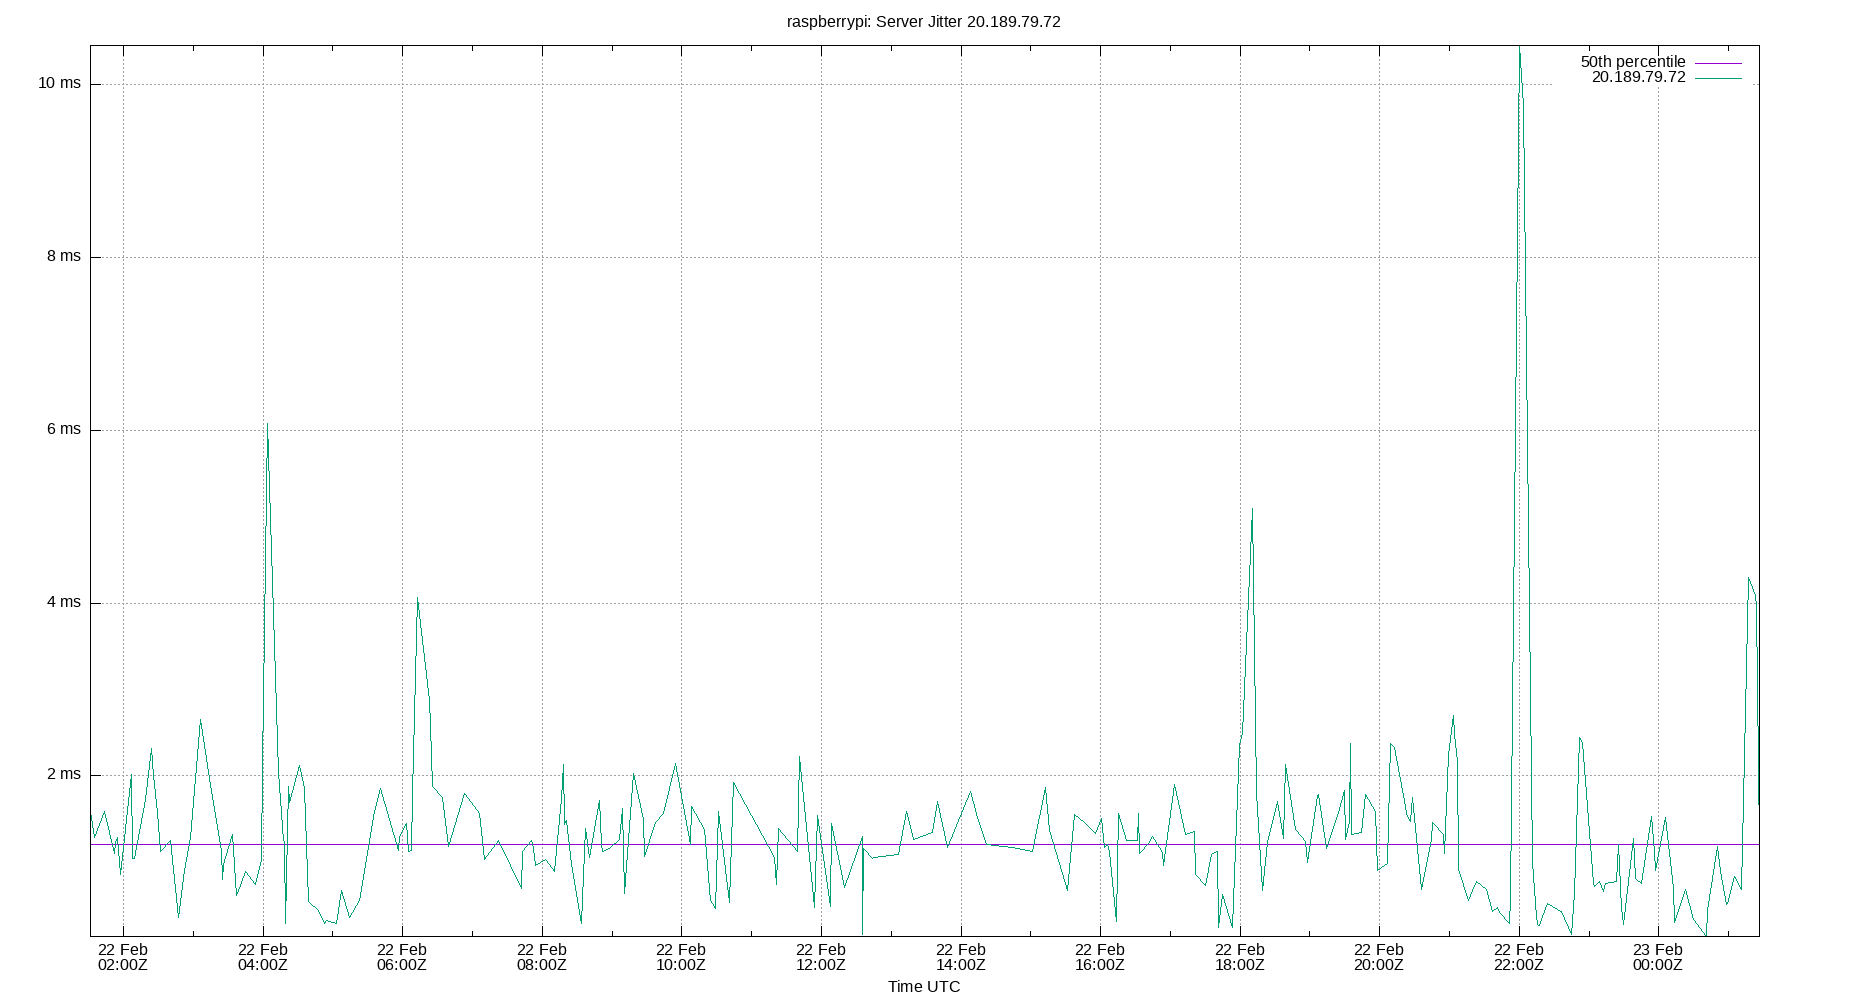 raspberrypi: Server Jitter 20.189.79.72
50th percentile
20.189.79.72
10 ms
8 ms
6 ms
4 ms
2 ms
22 Feb 22 Feb 22 Feb 22 Feb 22 Feb 22 Feb 22 Feb 22 Feb 22 Feb 22 Feb 22 Feb 23 Feb
02:00Z 04:00Z 06:00Z 08:00Z 10:00Z 12:00Z 14:00Z 16:00Z 18:00Z 20:00Z 22:00Z 00:00Z
Time UTC